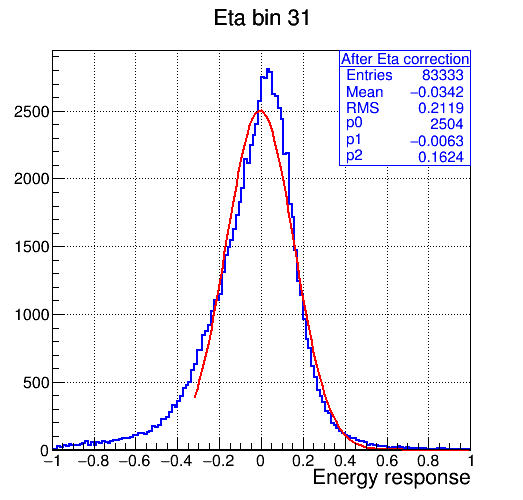 Eta bin 31
After Eta correction
Entries 83333
Mean −0.0342
RMS 0.2119
p0 2504
p1 −0.0063
p2 0.1624
2500
2000
1500
1000
500
0
−1 −0.8 −0.6 −0.4 −0.2 0 0.2 0.4 0.6 0.8 1
Energy response